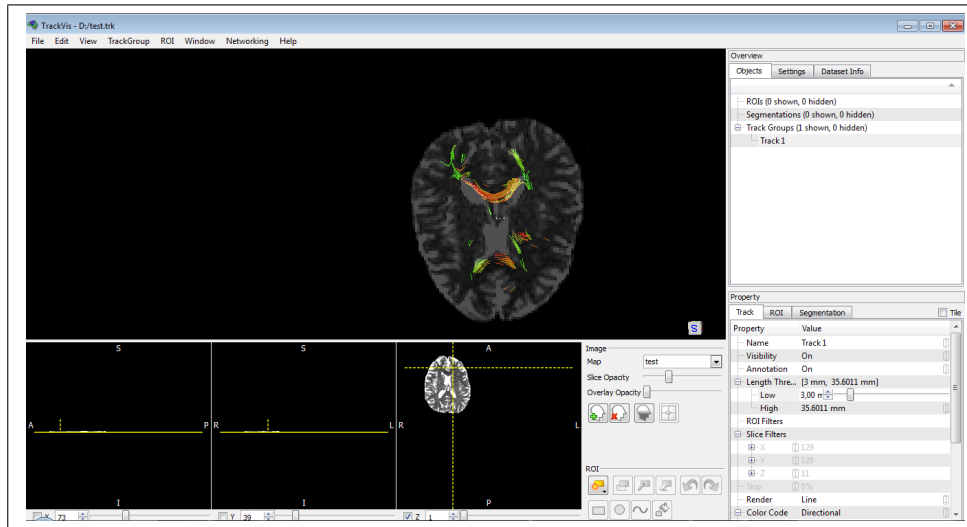 TrackVis - D:/test.trk
File Edit View TrackGroup ROI Window Networking Help
Overview
Objects Settings Dataset Info
ROIs (0 shown, 0 hidden)
Segmentations (0 shown, 0 hidden)
Track Groups (1 shown, 0 hidden)
Track 1
S
Property
Track ROI Segmentation Tile
Property Value
Name Track 1
Visibility On
Annotation On
Length Thre... [3 mm, 35.6011 mm]
Low 3,00 m
High 35.6011 mm
ROI Filters
Slice Filters
X 129
Y 129
Z 11
Skip 0%
Render Line
Color Code Directional
S S A
A P R L R L
I I P
X 73 Y 39 Z 1
Image
Map test
Slice Opacity
Overlay Opacity
ROI